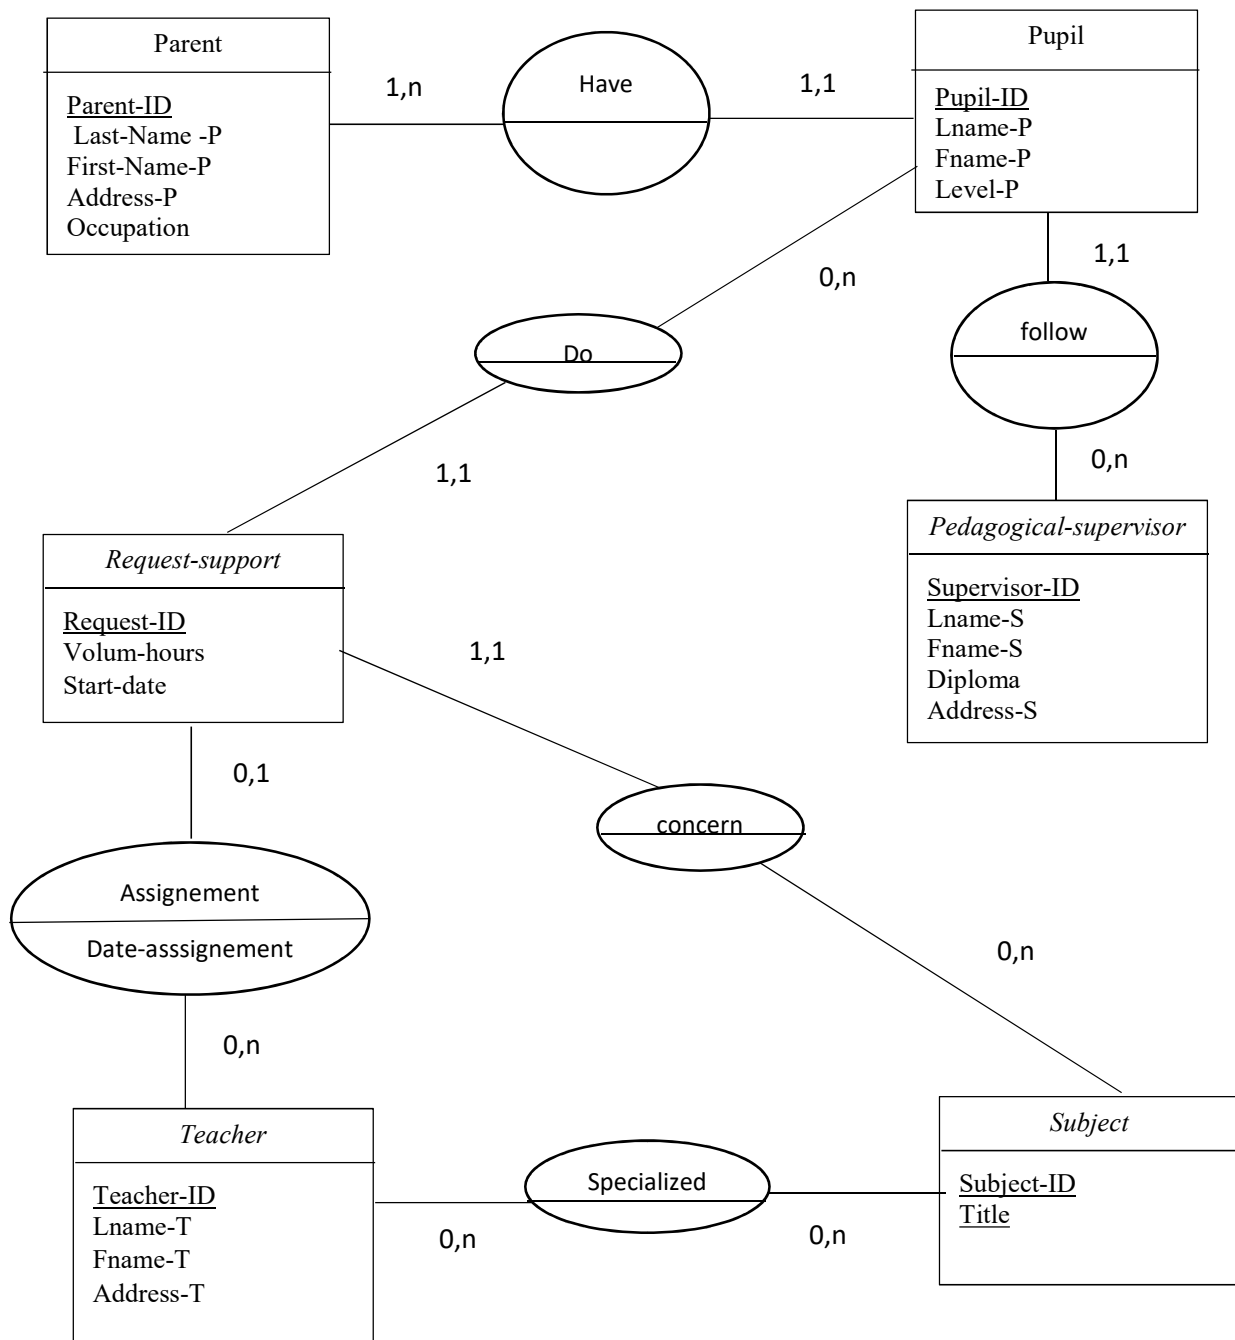 Parent
Parent-ID
Last-Name -P
First-Name-P
Address-P
Occupation
1,n
Have
1,1
Pupil
Pupil-ID
Lname-P
Fname-P
Level-P
0,n
Do
1,1
1,1
follow
0,n
Pedagogical-supervisor
Supervisor-ID
Lname-S
Fname-S
Diploma
Address-S
Request-support
Request-ID
Volum-hours
Start-date
1,1
concern
0,n
0,1
Assignement
Date-asssignement
0,n
Teacher
Teacher-ID
Lname-T
Fname-T
Address-T
0,n
Specialized
0,n
Subject
Subject-ID
Title